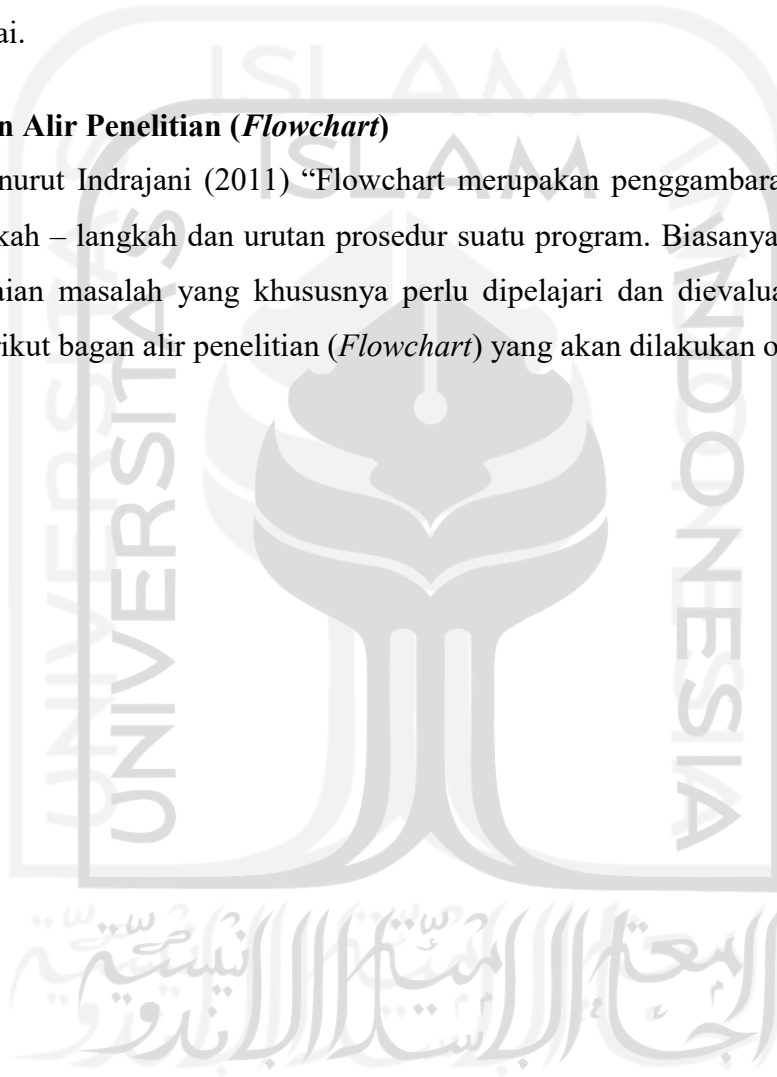 ai.
n Alir Penelitian (Flowchart)
nurut Indrajani (2011) “Flowchart merupakan penggambara
kah – langkah dan urutan prosedur suatu program. Biasanya
aian masalah yang khususnya perlu dipelajari dan dievalua
rikut bagan alir penelitian (Flowchart) yang akan dilakukan o
ISLAM
UNIVERSITAS
INDONESIA